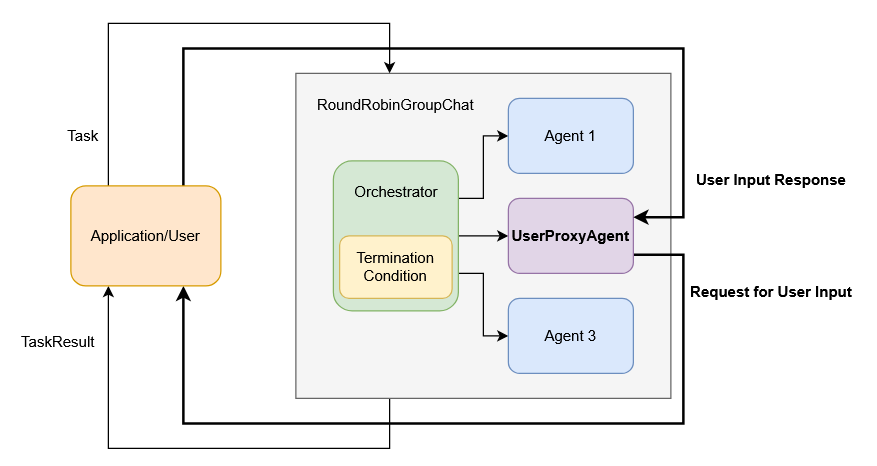 RoundRobinGroupChat
Agent 1
Task
User Input Response
Orchestrator
Application/User
UserProxyAgent
Termination
Condition
Request for User Input
Agent 3
TaskResult